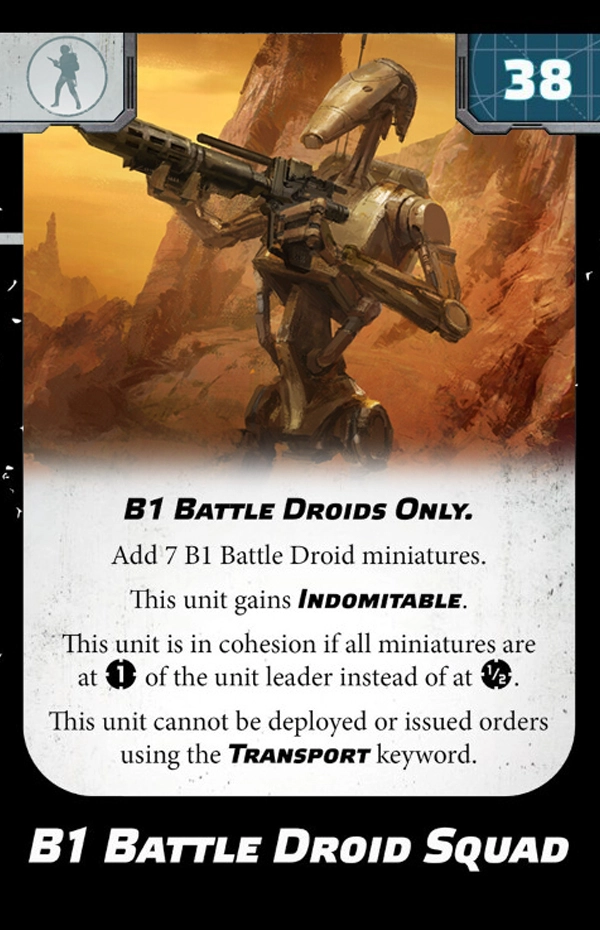 38
B1 Battle Droids Only.
Add 7 B1 Battle Droid miniatures.
This unit gains Indomitable.
This unit is in cohesion if all miniatures are
at 1 of the unit leader instead of at 1/2.
This unit cannot be deployed or issued orders
using the Transport keyword.
B1 Battle Droid Squad